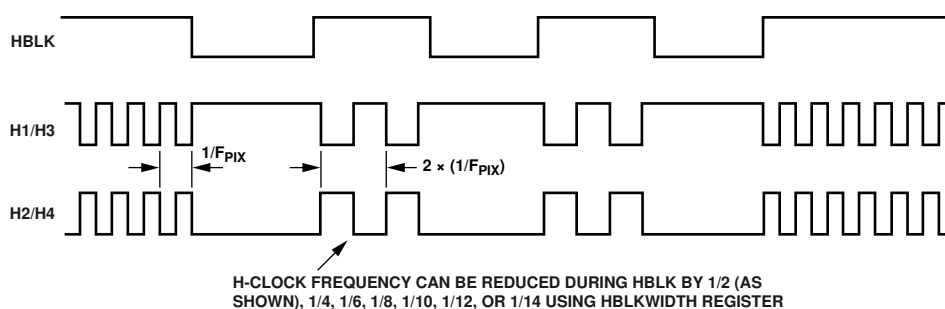 HBLK
H1/H3
1/FPIX
2 × (1/FPIX)
H2/H4
H-CLOCK FREQUENCY CAN BE REDUCED DURING HBLK BY 1/2 (AS
SHOWN), 1/4, 1/6, 1/8, 1/10, 1/12, OR 1/14 USING HBLKWIDTH REGISTER